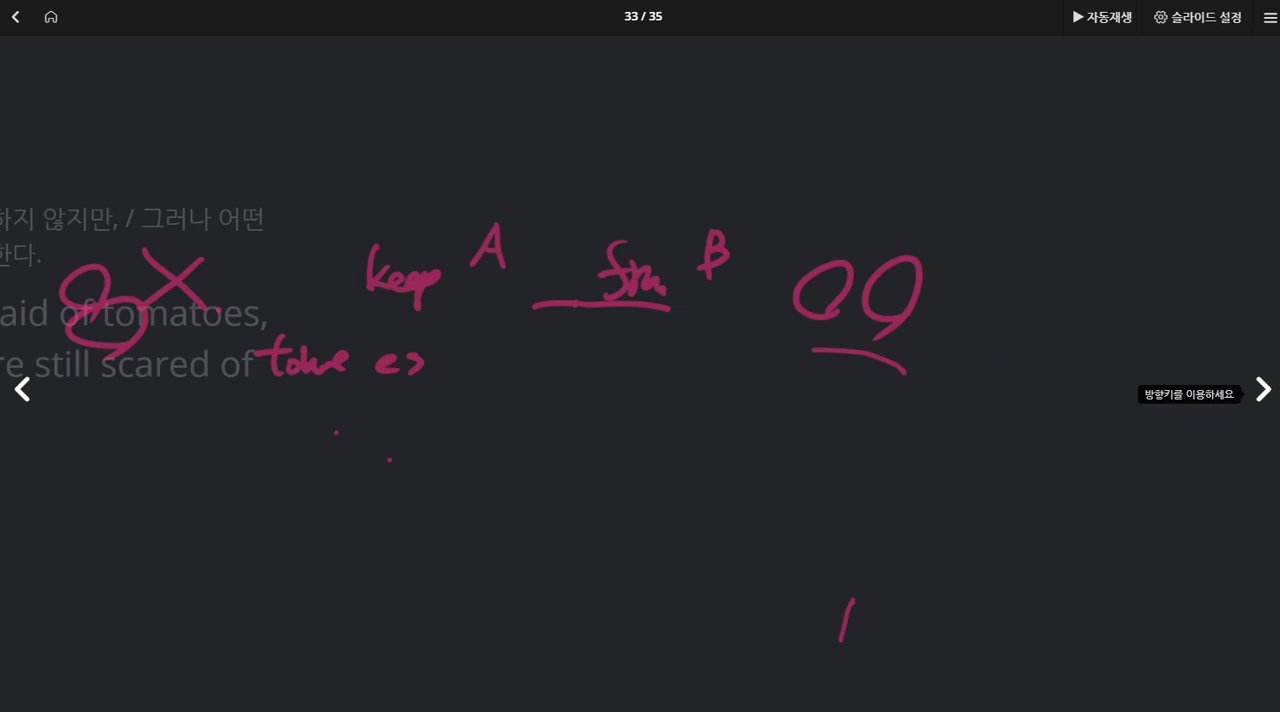 33 / 35
▶ 자동재생
슬라이드 설정
하지 않지만, / 그러나 어떤
한다.
keep A from B
aid of tomatoes,
re still scared of
방향키를 이용하세요